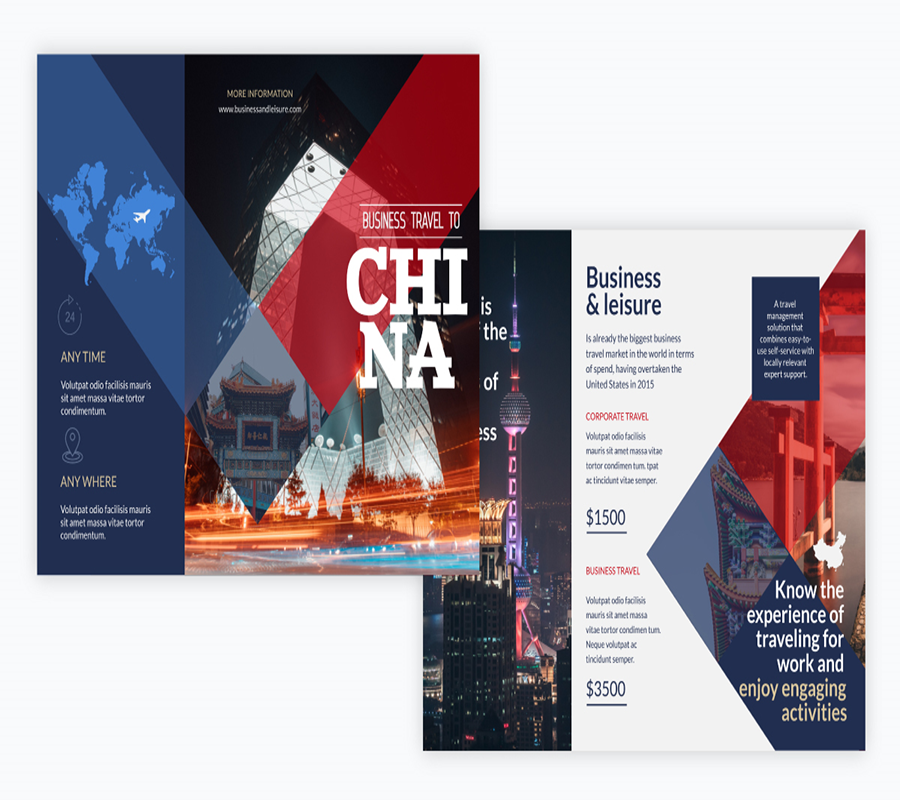 MORE INFORMATION
www.businessandleisure.com
24
ANY TIME
Volutpat odio facilisis mauris
sit amet massa vitae tortor
condimentum.
ANY WHERE
Volutpat odio facilisis mauris
sit amet massa vitae tortor
condimentum.
BUSINESS TRAVEL TO
CHI
NA
is
the
of
ess
Business
& leisure
Is already the biggest business
travel market in the world in terms
of spend, having overtaken the
United States in 2015
CORPORATE TRAVEL
Volutpat odio facilisis
mauris sit amet massa vitae
tortor condimen tum. tpat
ac tincidunt vitae semper.
$1500
BUSINESS TRAVEL
Volutpat odio facilisis
mauris sit amet massa
vitae tortor condimen tum.
Neque volutpat ac
tincidunt semper.
$3500
A travel
management
solution that
combines easy-to-
use self-service with
locally relevant
expert support.
Know the
experience of
traveling for
work and
enjoy engaging
activities